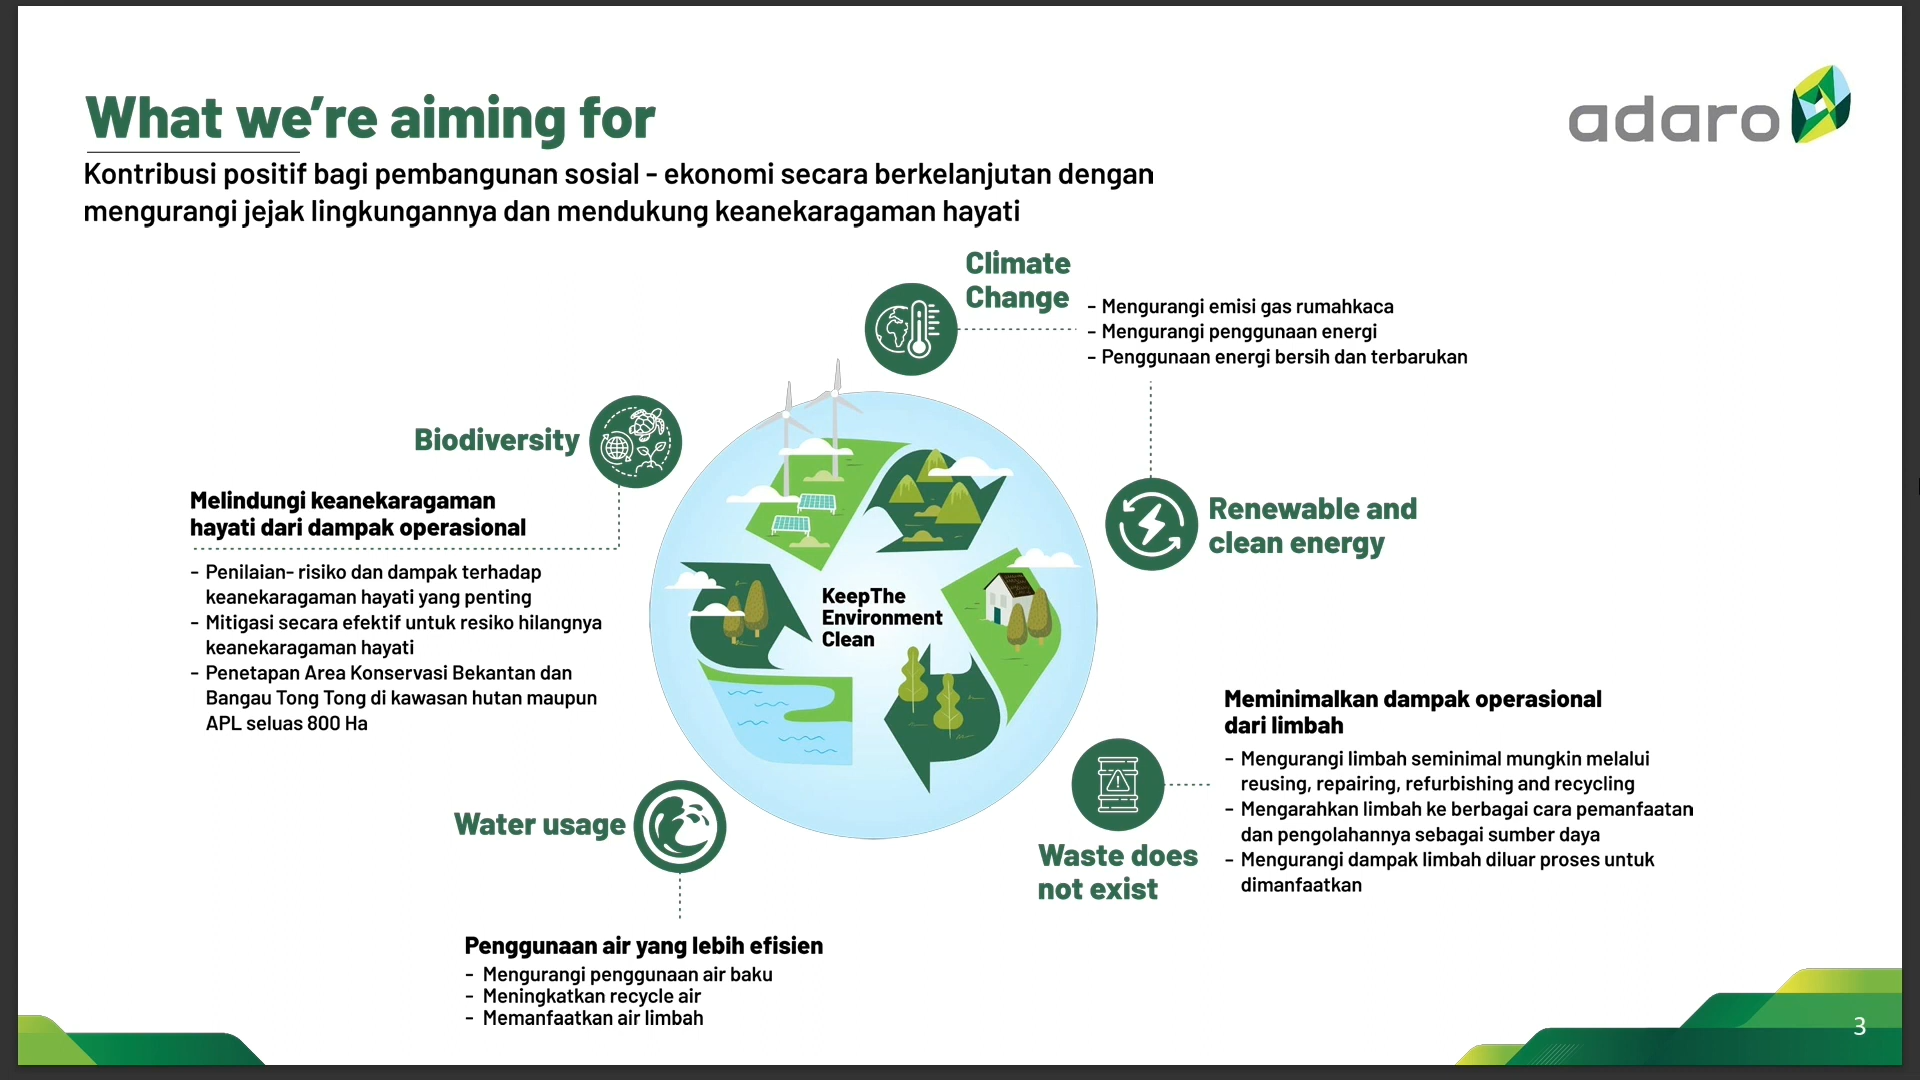 What we're aiming for
adaro
Kontribusi positif bagi pembangunan sosial - ekonomi secara berkelanjutan dengan
mengurangi jejak lingkungannya dan mendukung keanekaragaman hayati
Climate
Change
- Mengurangi emisi gas rumahkaca
- Mengurangi penggunaan energi
- Penggunaan energi bersih dan terbarukan
Biodiversity
Melindungi keanekaragaman
hayati dari dampak operasional
- Penilaian- risiko dan dampak terhadap
keanekaragaman hayati yang penting
- Mitigasi secara efektif untuk resiko hilangnya
keanekaragaman hayati
- Penetapan Area Konservasi Bekantan dan
Bangau Tong Tong di kawasan hutan maupun
APL seluas 800 Ha
Renewable and
clean energy
KeepThe
Environment
Clean
Meminimalkan dampak operasional
dari limbah
- Mengurangi limbah seminimal mungkin melalui
reusing, repairing, refurbishing and recycling
- Mengarahkan limbah ke berbagai cara pemanfaatan
dan pengolahannya sebagai sumber daya
- Mengurangi dampak limbah diluar proses untuk
dimanfaatkan
Waste does
not exist
Water usage
Penggunaan air yang lebih efisien
- Mengurangi penggunaan air baku
- Meningkatkan recycle air
- Memanfaatkan air limbah
3